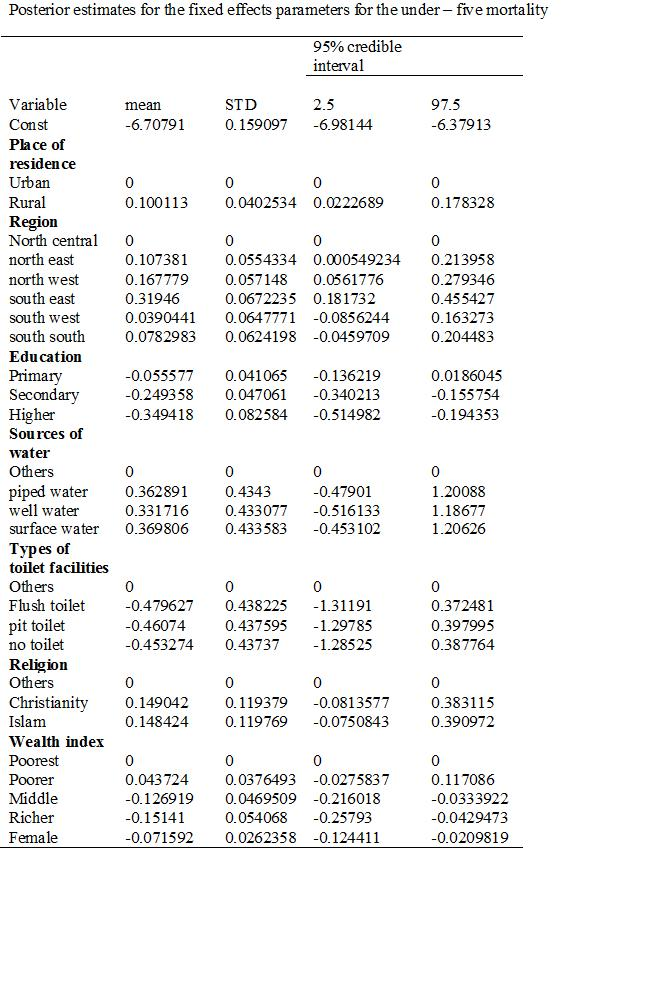 Posterior estimates for the fixed effects parameters for the under – five mortality
95% credible
interval
Variable mean STD 2.5 97.5
Const -6.70791 0.159097 -6.98144 -6.37913
Place of
residence
Urban 0 0 0 0
Rural 0.100113 0.0402534 0.0222689 0.178328
Region
North central 0 0 0 0
north east 0.107381 0.0554334 0.000549234 0.213958
north west 0.167779 0.057148 0.0561776 0.279346
south east 0.31946 0.0672235 0.181732 0.455427
south west 0.0390441 0.0647771 -0.0856244 0.163273
south south 0.0782983 0.0624198 -0.0459709 0.204483
Education
Primary -0.055577 0.041065 -0.136219 0.0186045
Secondary -0.249358 0.047061 -0.340213 -0.155754
Higher -0.349418 0.082584 -0.514982 -0.194353
Sources of
water
Others 0 0 0 0
piped water 0.362891 0.4343 -0.47901 1.20088
well water 0.331716 0.433077 -0.516133 1.18677
surface water 0.369806 0.433583 -0.453102 1.20626
Types of
toilet facilities
Others 0 0 0 0
Flush toilet -0.479627 0.438225 -1.31191 0.372481
pit toilet -0.46074 0.437595 -1.29785 0.397995
no toilet -0.453274 0.43737 -1.28525 0.387764
Religion
Others 0 0 0 0
Christianity 0.149042 0.119379 -0.0813577 0.383115
Islam 0.148424 0.119769 -0.0750843 0.390972
Wealth index
Poorest 0 0 0 0
Poorer 0.043724 0.0376493 -0.0275837 0.117086
Middle -0.126919 0.0469509 -0.216018 -0.0333922
Richer -0.15141 0.054068 -0.25793 -0.0429473
Female -0.071592 0.0262358 -0.124411 -0.0209819